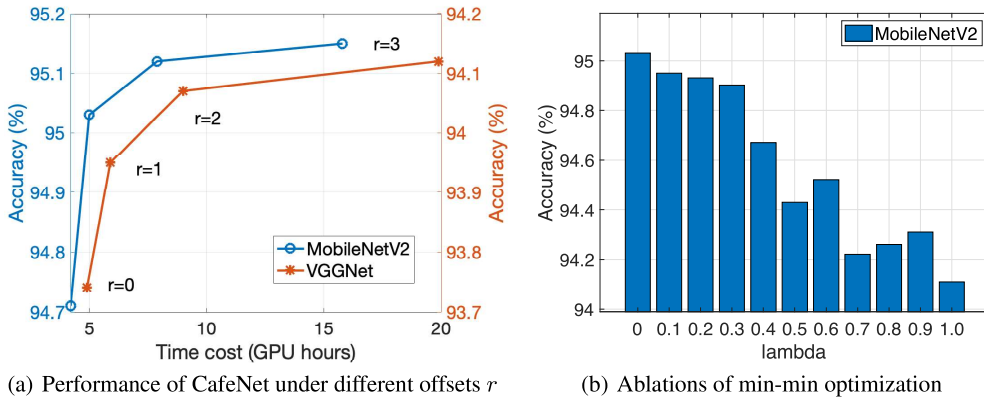 95.2
95.1
95
94.9
94.8
94.7
Accuracy (%)
94.2
94.1
94
93.9
93.8
93.7
Accuracy (%)
r=3
r=2
r=1
r=0
MobileNetV2
VGGNet
5 10 15 20
Time cost (GPU hours)
(a) Performance of CafeNet under different offsets r
MobileNetV2
95
94.8
94.6
94.4
94.2
94
Accuracy (%)
0 0.1 0.2 0.3 0.4 0.5 0.6 0.7 0.8 0.9 1.0
lambda
(b) Ablations of min-min optimization